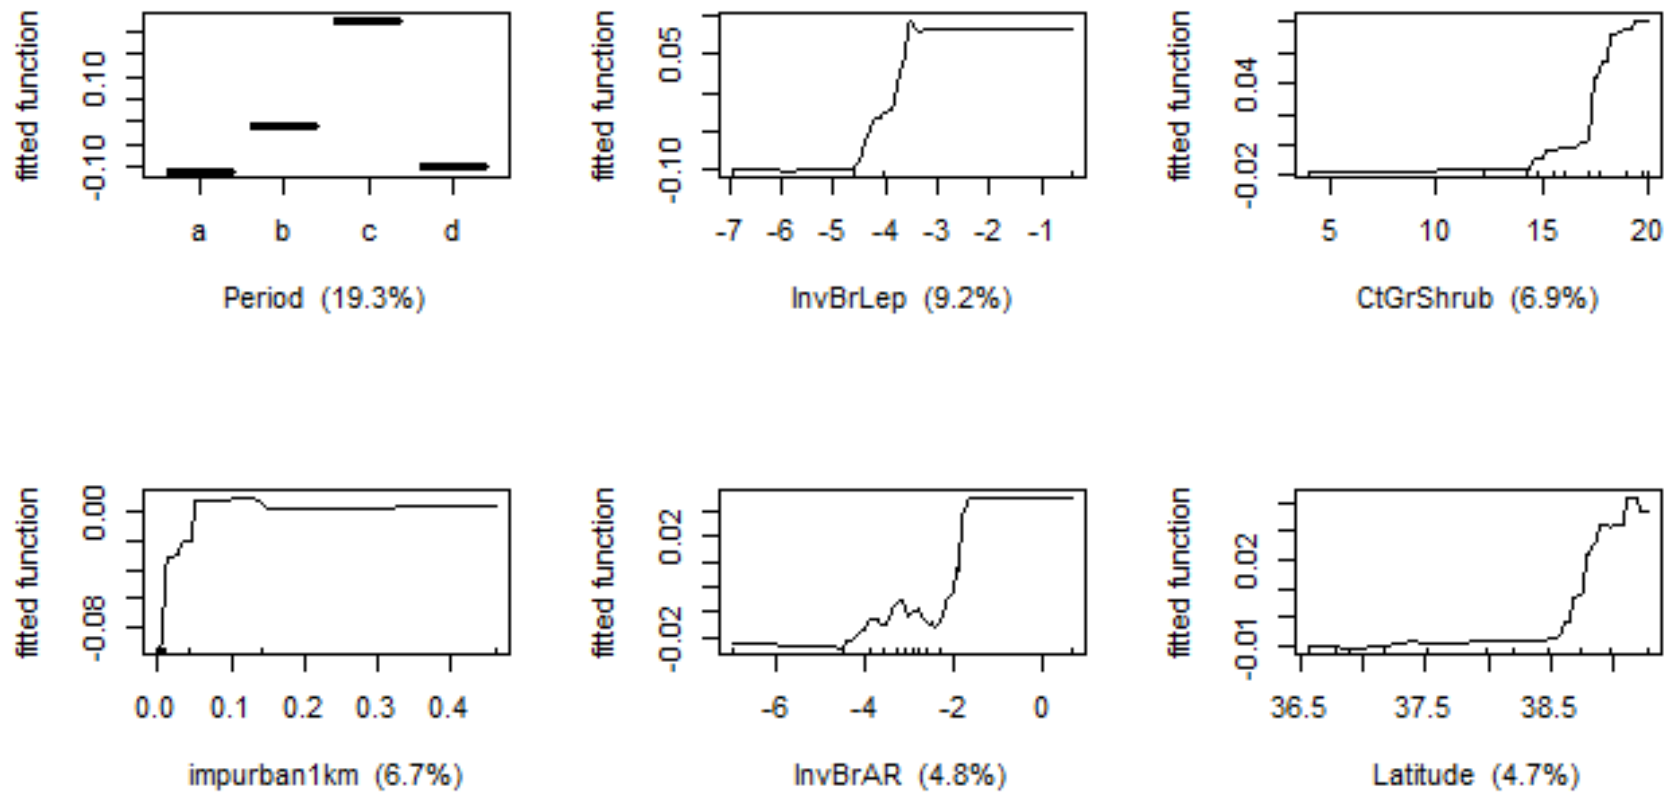 fitted function
0.10
-0.10
a b c d
Period (19.3%)
fitted function
0.05
-0.10
-7 -6 -5 -4 -3 -2 -1
InvBrLep (9.2%)
fitted function
0.04
-0.02
5 10 15 20
CtGrShrub (6.9%)
fitted function
0.00
-0.08
0.0 0.1 0.2 0.3 0.4
impurban1km (6.7%)
fitted function
0.02
-0.02
-6 -4 -2 0
InvBrAR (4.8%)
fitted function
0.02
-0.01
36.5 37.5 38.5
Latitude (4.7%)